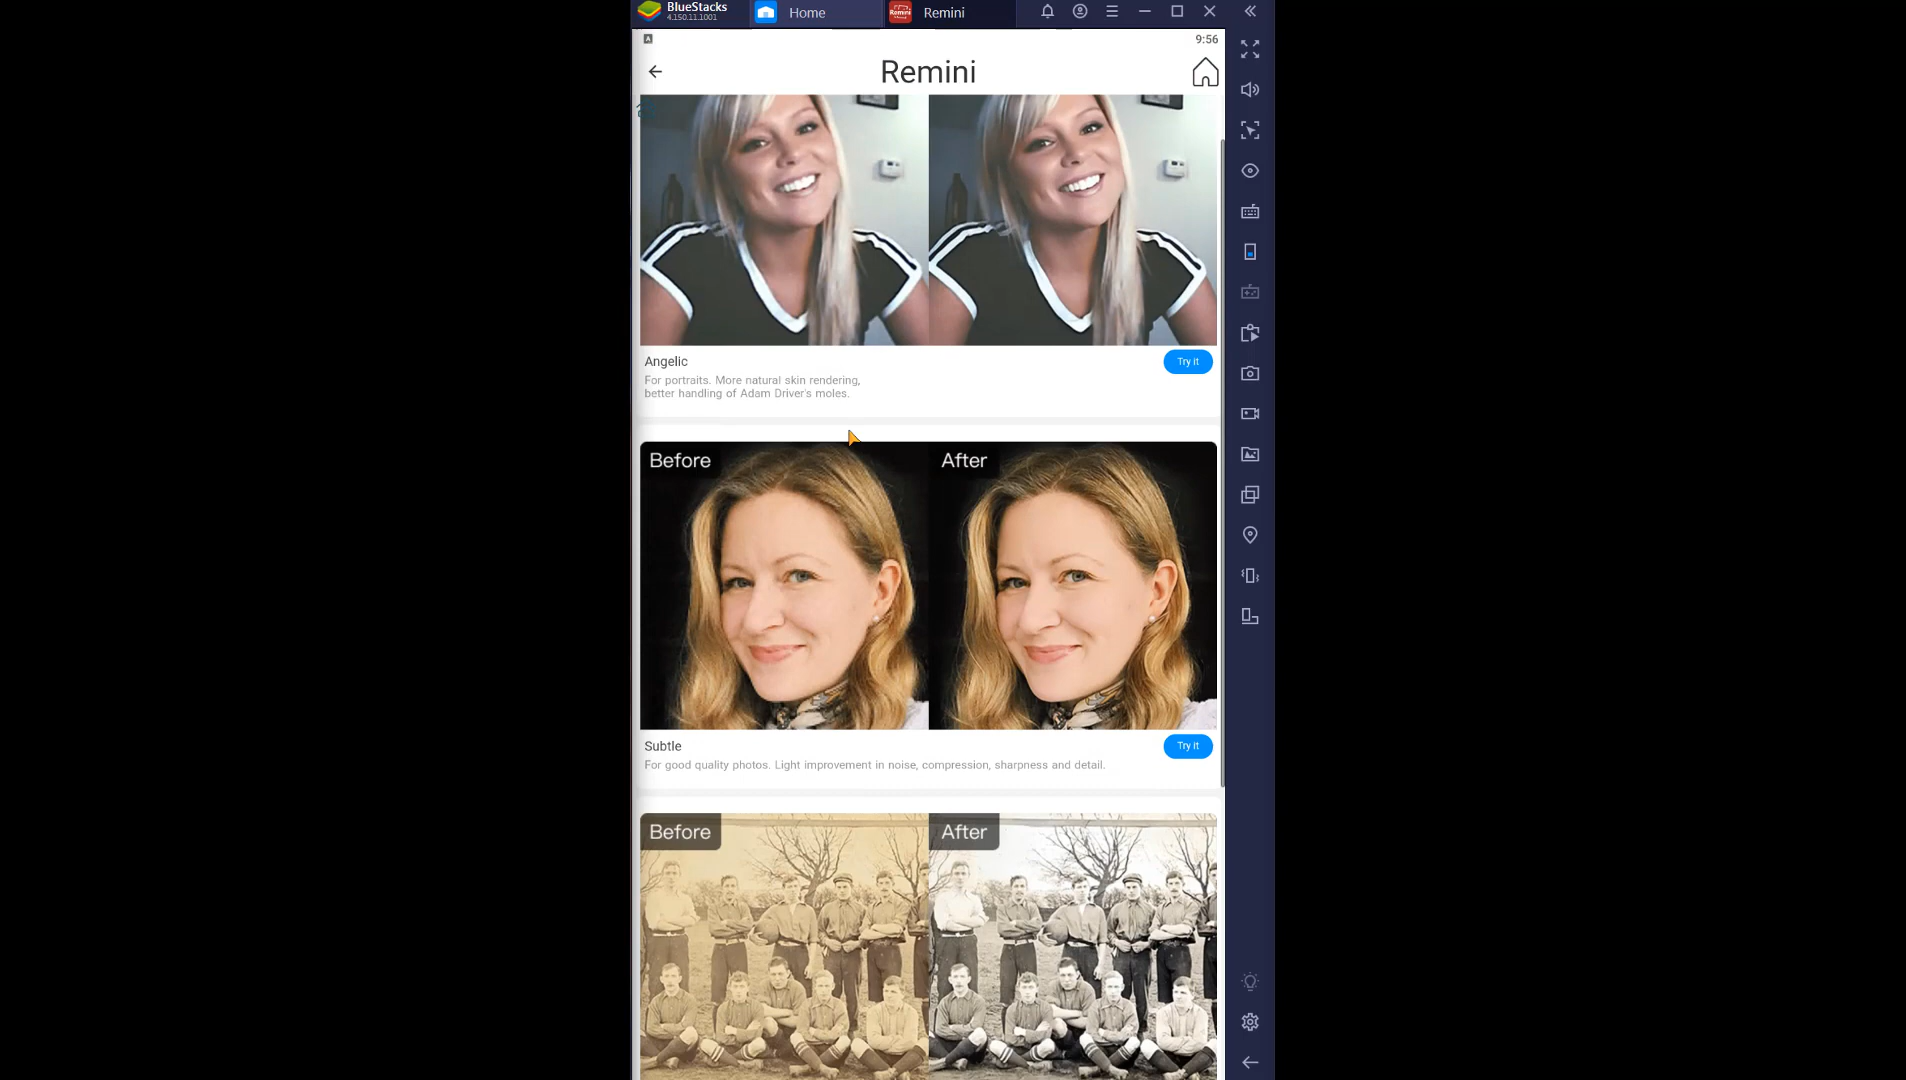 BlueStacks
4.150.11.1001
Home
Remini
Remini
9:56
Remini
Angelic
Try it
For portraits. More natural skin rendering,
better handling of Adam Driver's moles.
Before
After
Subtle
Try it
For good quality photos. Light improvement in noise, compression, sharpness and detail.
Before
After